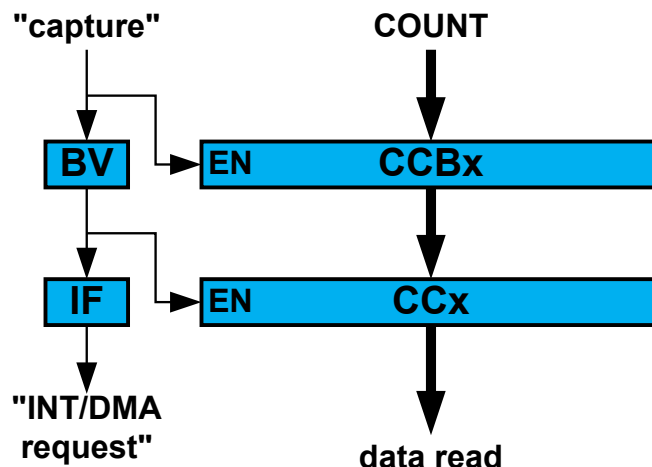 "capture"
COUNT
BV
EN
CCBx
IF
EN
CCx
"INT/DMA
request"
data read